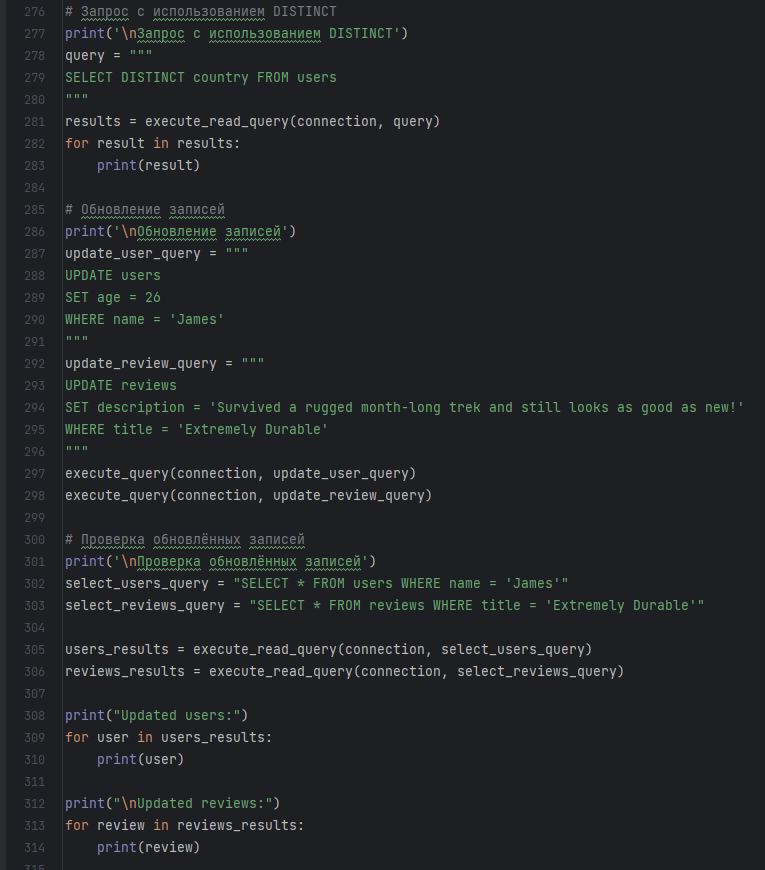 276 # Запрос с использованием DISTINCT
277 print('\nЗапрос с использованием DISTINCT')
278 query = """
279 SELECT DISTINCT country FROM users
280 """
281 results = execute_read_query(connection, query)
282 for result in results:
283     print(result)
284
285 # Обновление записей
286 print('\nОбновление записей')
287 update_user_query = """
288 UPDATE users
289 SET age = 26
290 WHERE name = 'James'
291 """
292 update_review_query = """
293 UPDATE reviews
294 SET description = 'Survived a rugged month-long trek and still looks as good as new!'
295 WHERE title = 'Extremely Durable'
296 """
297 execute_query(connection, update_user_query)
298 execute_query(connection, update_review_query)
299
300 # Проверка обновлённых записей
301 print('\nПроверка обновлённых записей')
302 select_users_query = "SELECT * FROM users WHERE name = 'James'"
303 select_reviews_query = "SELECT * FROM reviews WHERE title = 'Extremely Durable'"
304
305 users_results = execute_read_query(connection, select_users_query)
306 reviews_results = execute_read_query(connection, select_reviews_query)
307
308 print("Updated users:")
309 for user in users_results:
310     print(user)
311
312 print("\nUpdated reviews:")
313 for review in reviews_results:
314     print(review)
315